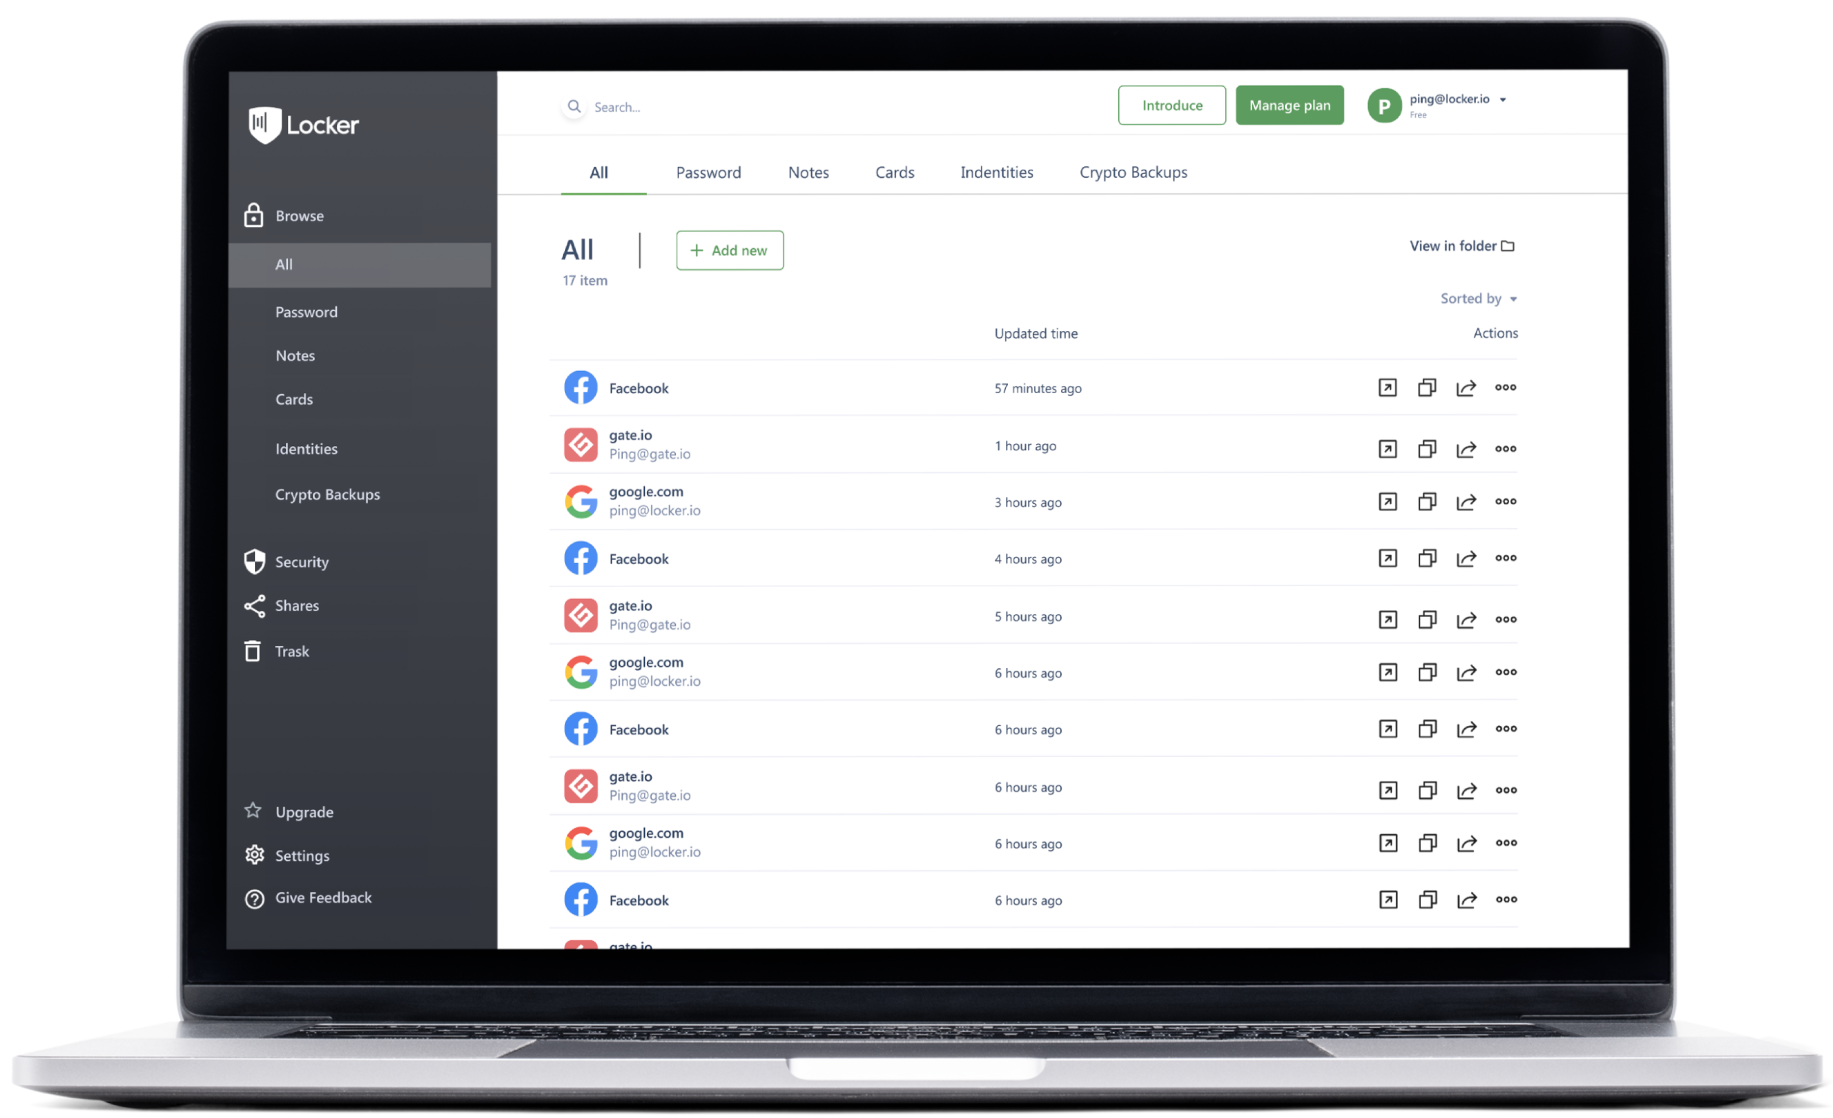 Locker
Browse
All
Password
Notes
Cards
Identities
Crypto Backups
Security
Shares
Trask
Upgrade
Settings
Give Feedback
Search...
Introduce
Manage plan
P
ping@locker.io
Free
All Password Notes Cards Indentities Crypto Backups
All
17 item
+ Add new
View in folder
Sorted by
Updated time Actions
Facebook 57 minutes ago
gate.io
Ping@gate.io
1 hour ago
google.com
ping@locker.io
3 hours ago
Facebook 4 hours ago
gate.io
Ping@gate.io
5 hours ago
google.com
ping@locker.io
6 hours ago
Facebook 6 hours ago
gate.io
Ping@gate.io
6 hours ago
google.com
ping@locker.io
6 hours ago
Facebook 6 hours ago
gate.io